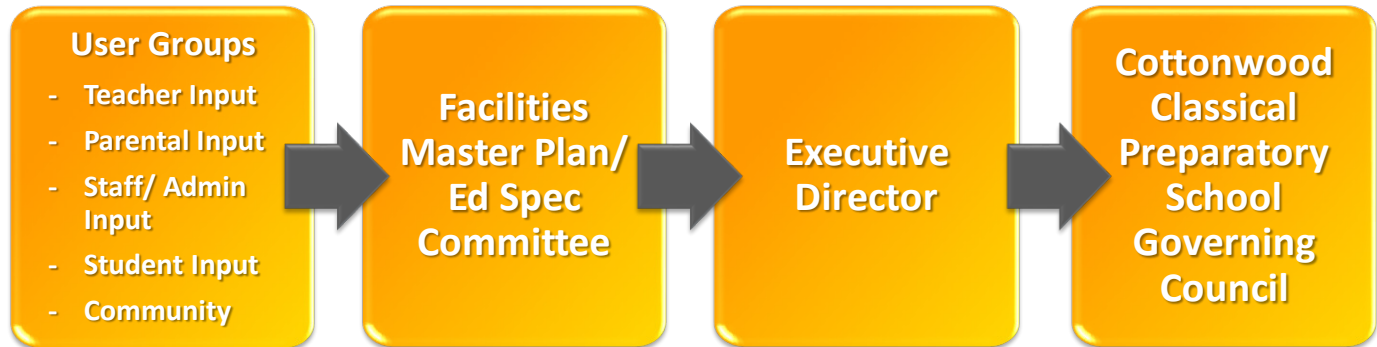 User Groups
- Teacher Input
- Parental Input
- Staff/ Admin
Input
- Student Input
- Community
Facilities
Master Plan/
Ed Spec
Committee
Executive
Director
Cottonwood
Classical
Preparatory
School
Governing
Council